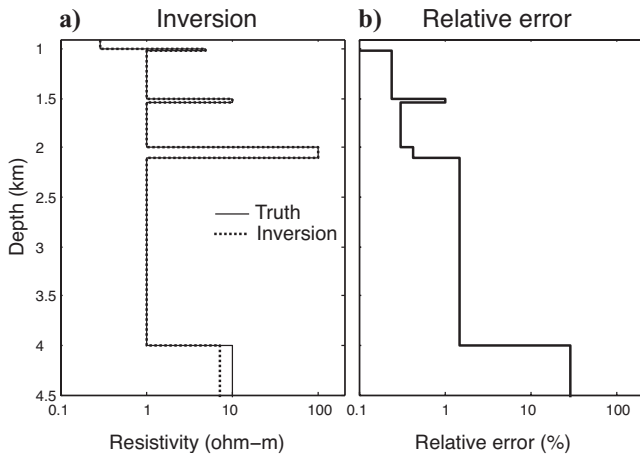 a) Inversion
b) Relative error
1
1.5
2
2.5
3
3.5
4
4.5
Depth (km)
Truth
Inversion
0.1 1 10 100
0.1 1 10 100
Resistivity (ohm−m)
Relative error (%)